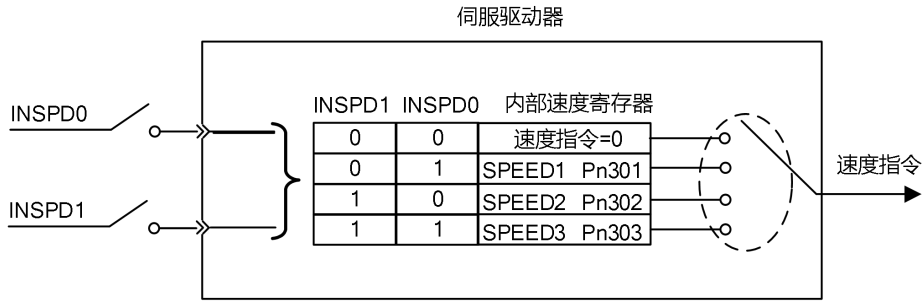 伺服驱动器
INSPD0
INSPD1
INSPD1 INSPD0 内部速度寄存器
0 0 速度指令=0
0 1 SPEED1 Pn301
1 0 SPEED2 Pn302
1 1 SPEED3 Pn303
速度指令